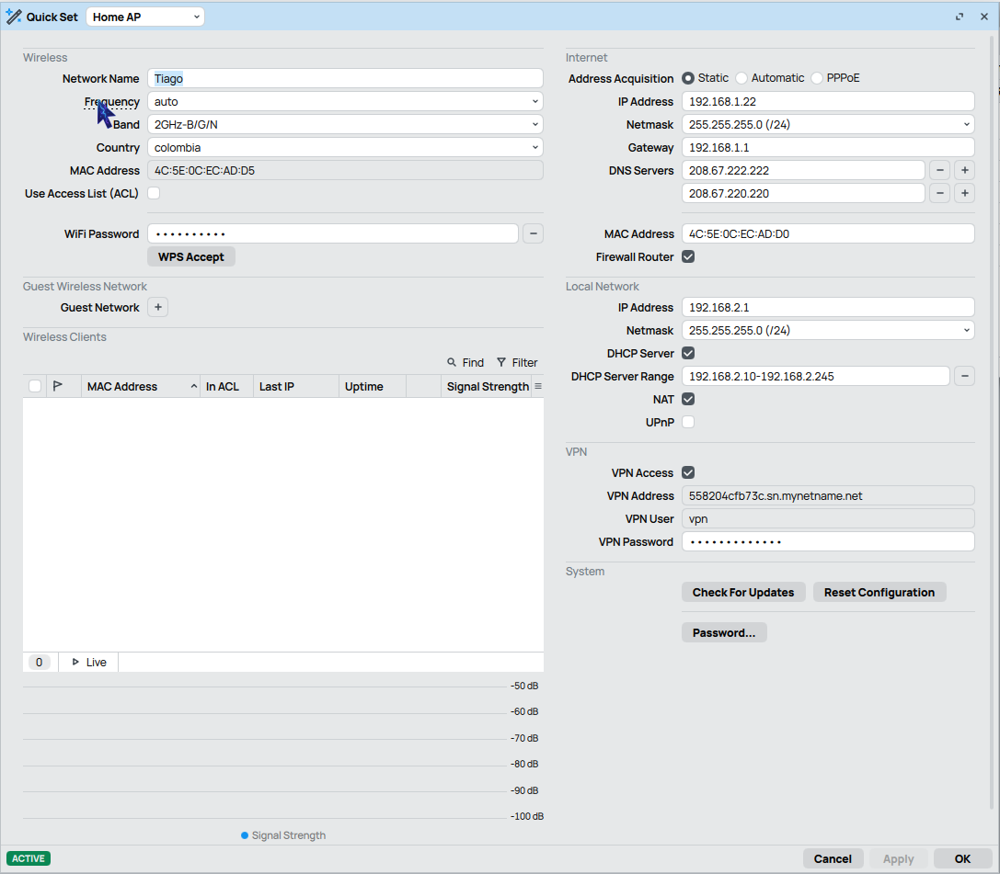 Quick Set Home AP
Wireless
Network Name Tiago
Frequency auto
Band 2GHz-B/G/N
Country colombia
MAC Address 4C:5E:0C:EC:AD:D5
Use Access List (ACL)
WiFi Password ••••••••••
WPS Accept
Guest Wireless Network
Guest Network +
Wireless Clients
Find Filter
MAC Address In ACL Last IP Uptime Signal Strength
0 Live
-50 dB
-60 dB
-70 dB
-80 dB
-90 dB
-100 dB
Signal Strength
Internet
Address Acquisition Static Automatic PPPoE
IP Address 192.168.1.22
Netmask 255.255.255.0 (/24)
Gateway 192.168.1.1
DNS Servers 208.67.222.222 - +
208.67.220.220 - +
MAC Address 4C:5E:0C:EC:AD:D0
Firewall Router
Local Network
IP Address 192.168.2.1
Netmask 255.255.255.0 (/24)
DHCP Server
DHCP Server Range 192.168.2.10-192.168.2.245 -
NAT
UPnP
VPN
VPN Access
VPN Address 558204cfb73c.sn.mynetname.net
VPN User vpn
VPN Password •••••••••••••
System
Check For Updates Reset Configuration
Password...
ACTIVE Cancel Apply OK